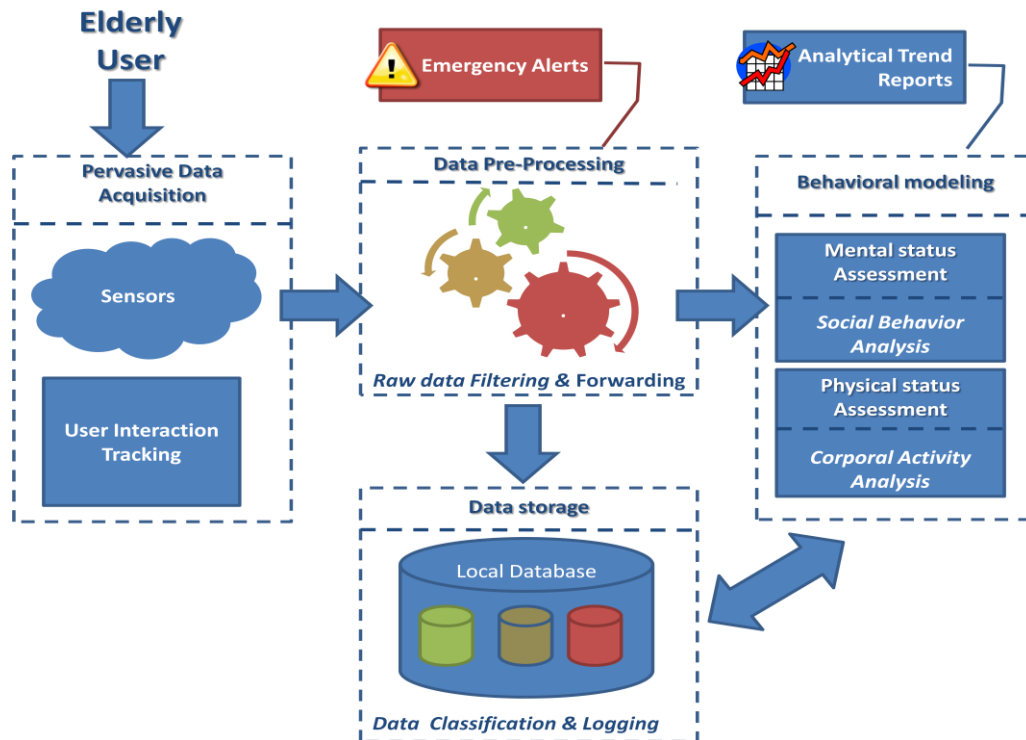 Elderly
User
Emergency Alerts
Analytical Trend
Reports
Pervasive Data
Acquisition
Sensors
User Interaction
Tracking
Data Pre-Processing
Raw data Filtering & Forwarding
Behavioral modeling
Mental status
Assessment
Social Behavior
Analysis
Physical status
Assessment
Corporal Activity
Analysis
Data storage
Local Database
Data Classification & Logging